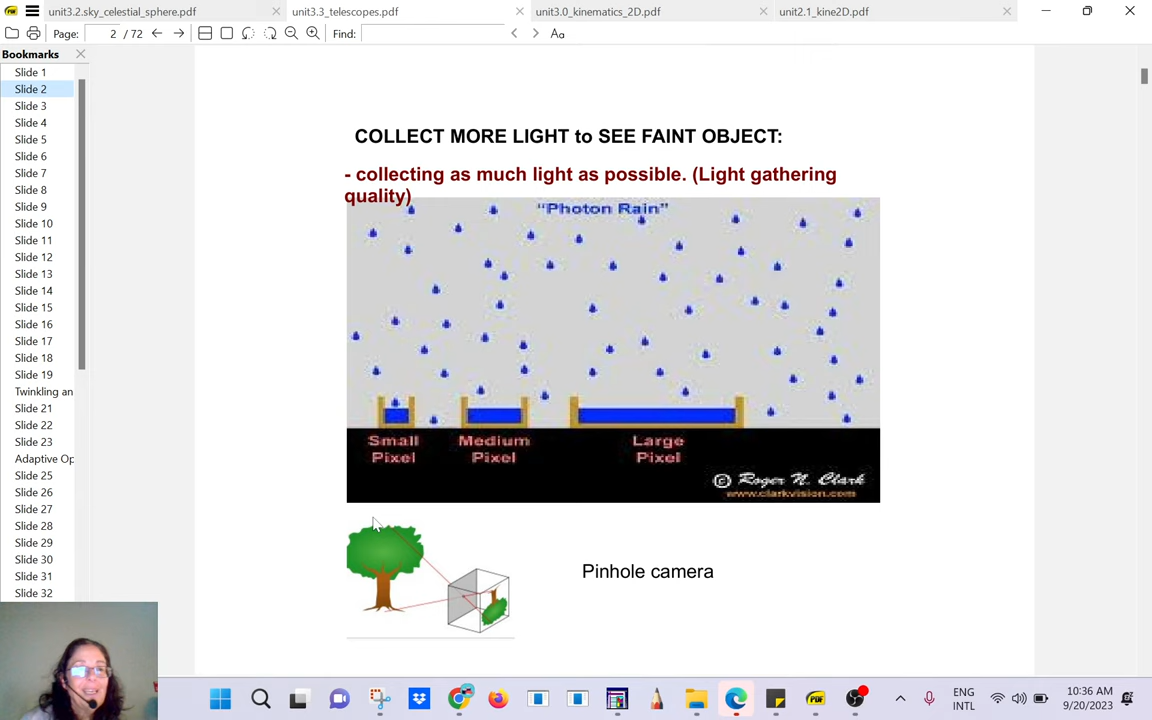 unit3.2.sky_celestial_sphere.pdf
unit3.3_telescopes.pdf
unit3.0_kinematics_2D.pdf
unit2.1_kine2D.pdf
Page: 2 / 72
Find:
Aa
Bookmarks
Slide 1
Slide 2
Slide 3
Slide 4
Slide 5
Slide 6
Slide 7
Slide 8
Slide 9
Slide 10
Slide 11
Slide 12
Slide 13
Slide 14
Slide 15
Slide 16
Slide 17
Slide 18
Slide 19
Twinkling an
Slide 21
Slide 22
Slide 23
Adaptive Op
Slide 25
Slide 26
Slide 27
Slide 28
Slide 29
Slide 30
Slide 31
Slide 32
COLLECT MORE LIGHT to SEE FAINT OBJECT:
- collecting as much light as possible. (Light gathering
quality)
"Photon Rain"
Small
Pixel
Medium
Pixel
Large
Pixel
© Roger N. Clark
www.clarkvision.com
Pinhole camera
ENG
INTL
10:36 AM
9/20/2023